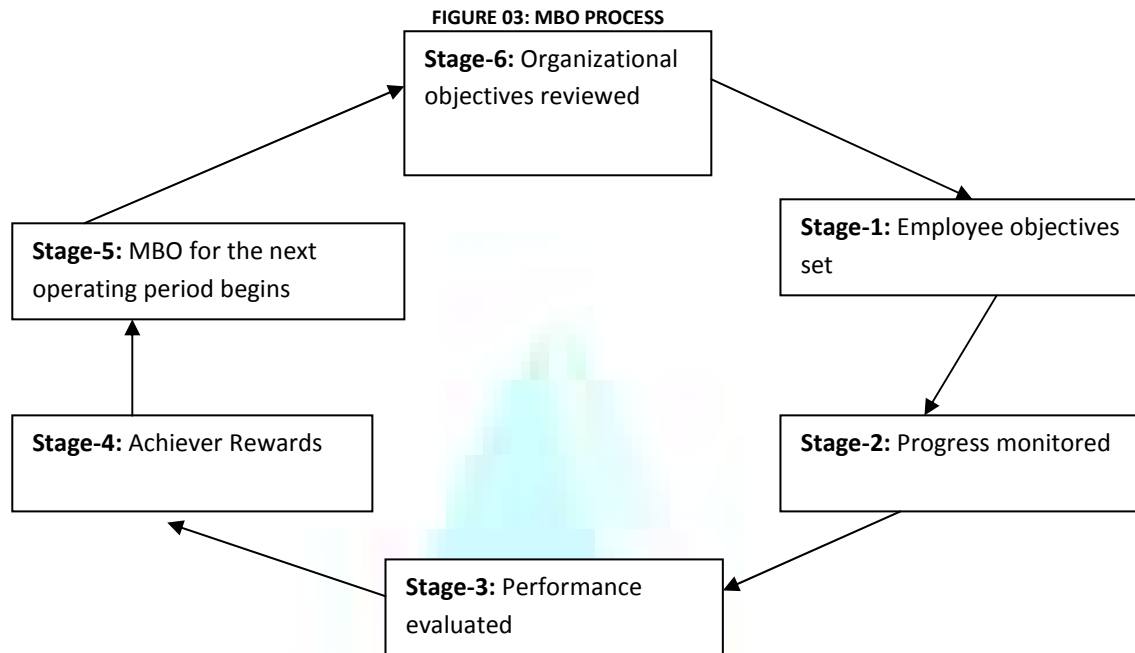 FIGURE 03: MBO PROCESS
Stage-6: Organizational
objectives reviewed
Stage-1: Employee objectives
set
Stage-5: MBO for the next
operating period begins
Stage-4: Achiever Rewards
Stage-2: Progress monitored
Stage-3: Performance
evaluated